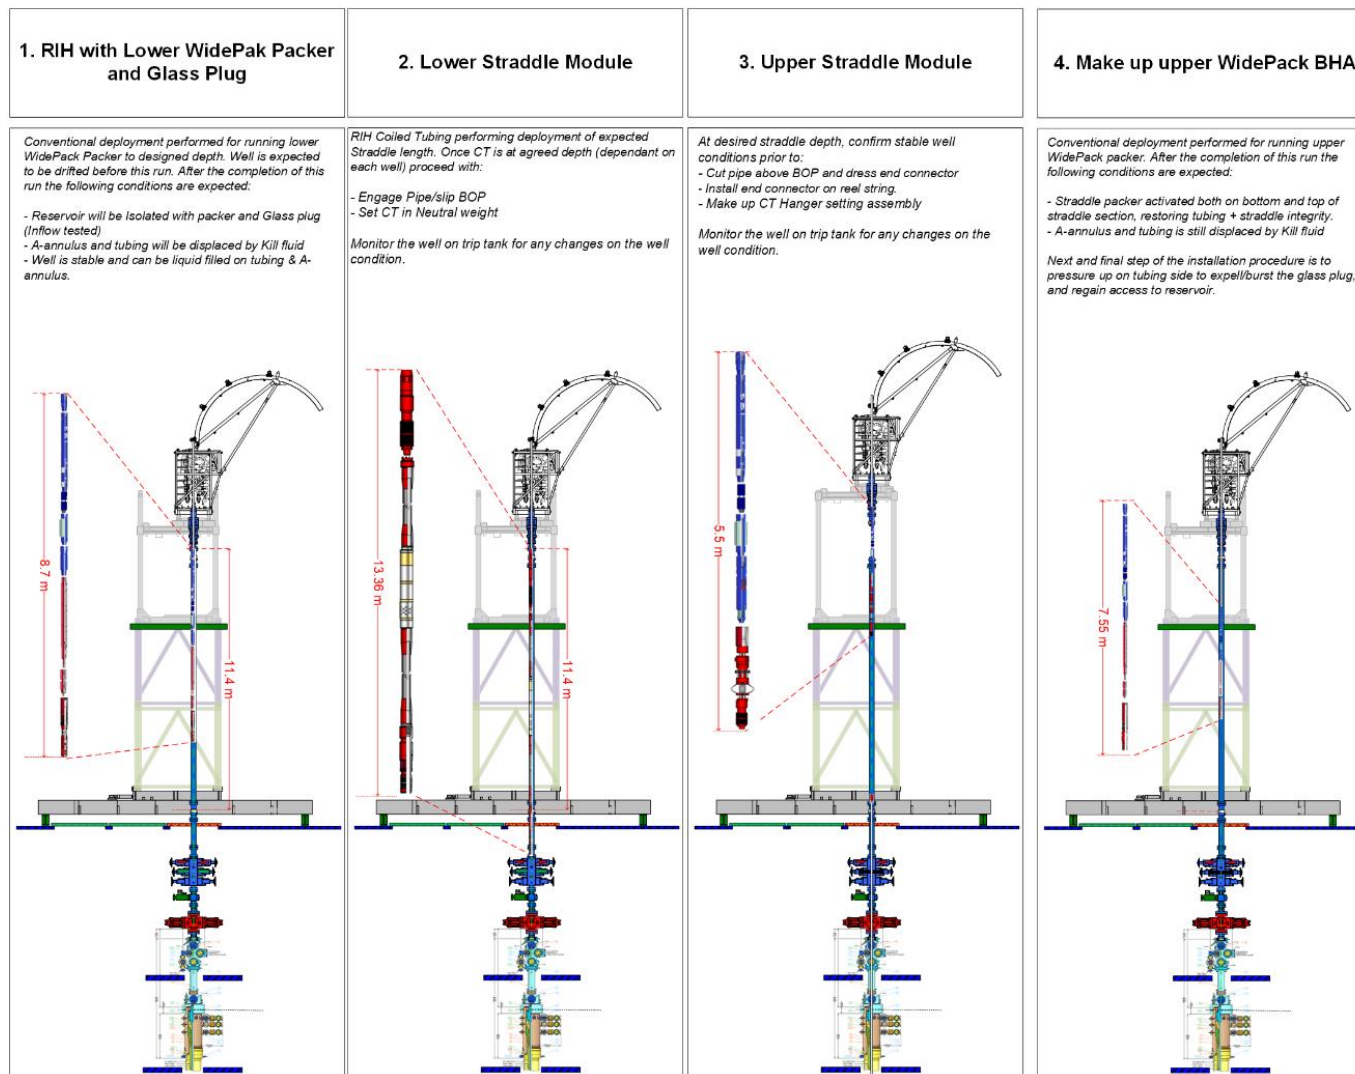 1. RIH with Lower WidePak Packer
and Glass Plug
Conventional deployment performed for running lower
WidePack Packer to designed depth. Well is expected
to be drifted before this run. After the completion of this
run the following conditions are expected:
- Reservoir will be Isolated with packer and Glass plug
(Inflow tested)
- A-annulus and tubing will be displaced by Kill fluid
- Well is stable and can be liquid filled on tubing & A-
annulus.
8.7 m
11.4 m
2. Lower Straddle Module
RIH Coiled Tubing performing deployment of expected
Straddle length. Once CT is at agreed depth (dependant on
each well) proceed with:
- Engage Pipe/slip BOP
- Set CT in Neutral weight
Monitor the well on trip tank for any changes on the well
condition.
13.36 m
11.4 m
3. Upper Straddle Module
At desired straddle depth, confirm stable well
conditions prior to:
- Cut pipe above BOP and dress end connector
- Install end connector on reel string.
- Make up CT Hanger setting assembly
Monitor the well on trip tank for any changes on the
well condition.
5.5 m
4. Make up upper WidePack BHA
Conventional deployment performed for running upper
WidePack packer. After the completion of this run the
following conditions are expected:
- Straddle packer activated both on bottom and top of
straddle section, restoring tubing + straddle integrity.
- A-annulus and tubing is still displaced by Kill fluid
Next and final step of the installation procedure is to
pressure up on tubing side to expell/burst the glass plug,
and regain access to reservoir.
7.55 m